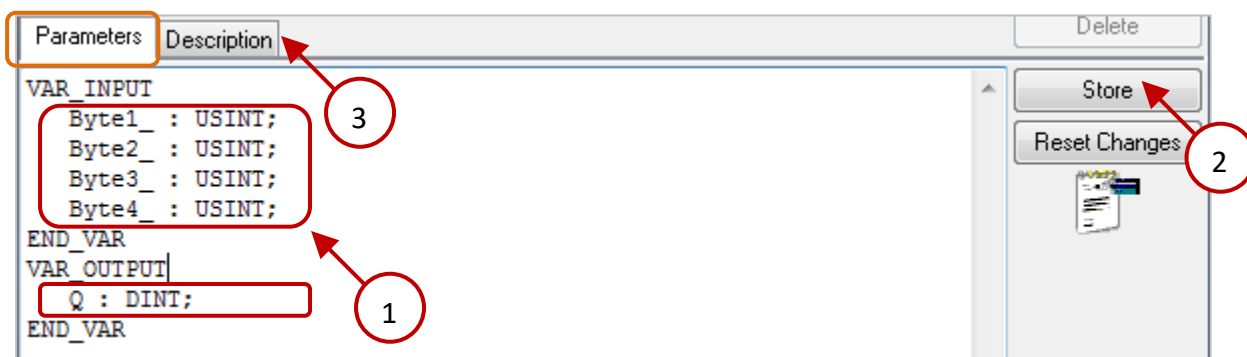 Parameters Description Delete
VAR_INPUT Store
Byte1_ : USINT; 3
Byte2_ : USINT; Reset Changes
Byte3_ : USINT; 2
Byte4_ : USINT;
END_VAR
VAR_OUTPUT
Q : DINT; 1
END_VAR